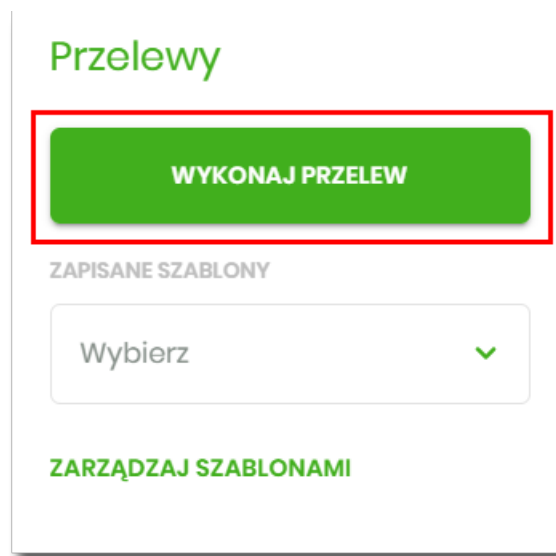 Przelewy
WYKONAJ PRZELEW
ZAPISANE SZABLONY
Wybierz
ZARZĄDZAJ SZABLONAMI